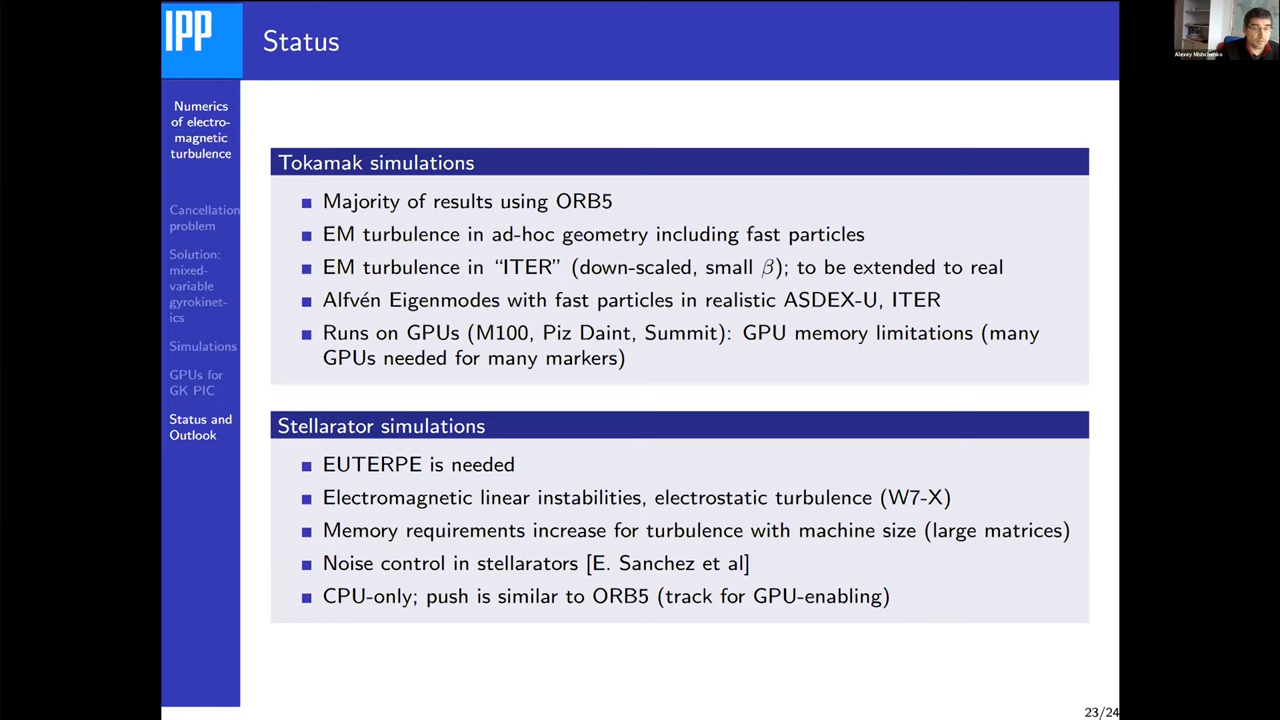 IPP
Status
Alexey Mishchenko
Numerics
of electro-
magnetic
turbulence
Cancellation
problem
Solution:
mixed-
variable
gyrokinet-
ics
Simulations
GPUs for
GK PIC
Status and
Outlook
Tokamak simulations
Majority of results using ORB5
EM turbulence in ad-hoc geometry including fast particles
EM turbulence in “ITER” (down-scaled, small β); to be extended to real
Alfvén Eigenmodes with fast particles in realistic ASDEX-U, ITER
Runs on GPUs (M100, Piz Daint, Summit): GPU memory limitations (many
GPUs needed for many markers)
Stellarator simulations
EUTERPE is needed
Electromagnetic linear instabilities, electrostatic turbulence (W7-X)
Memory requirements increase for turbulence with machine size (large matrices)
Noise control in stellarators [E. Sanchez et al]
CPU-only; push is similar to ORB5 (track for GPU-enabling)
23/24